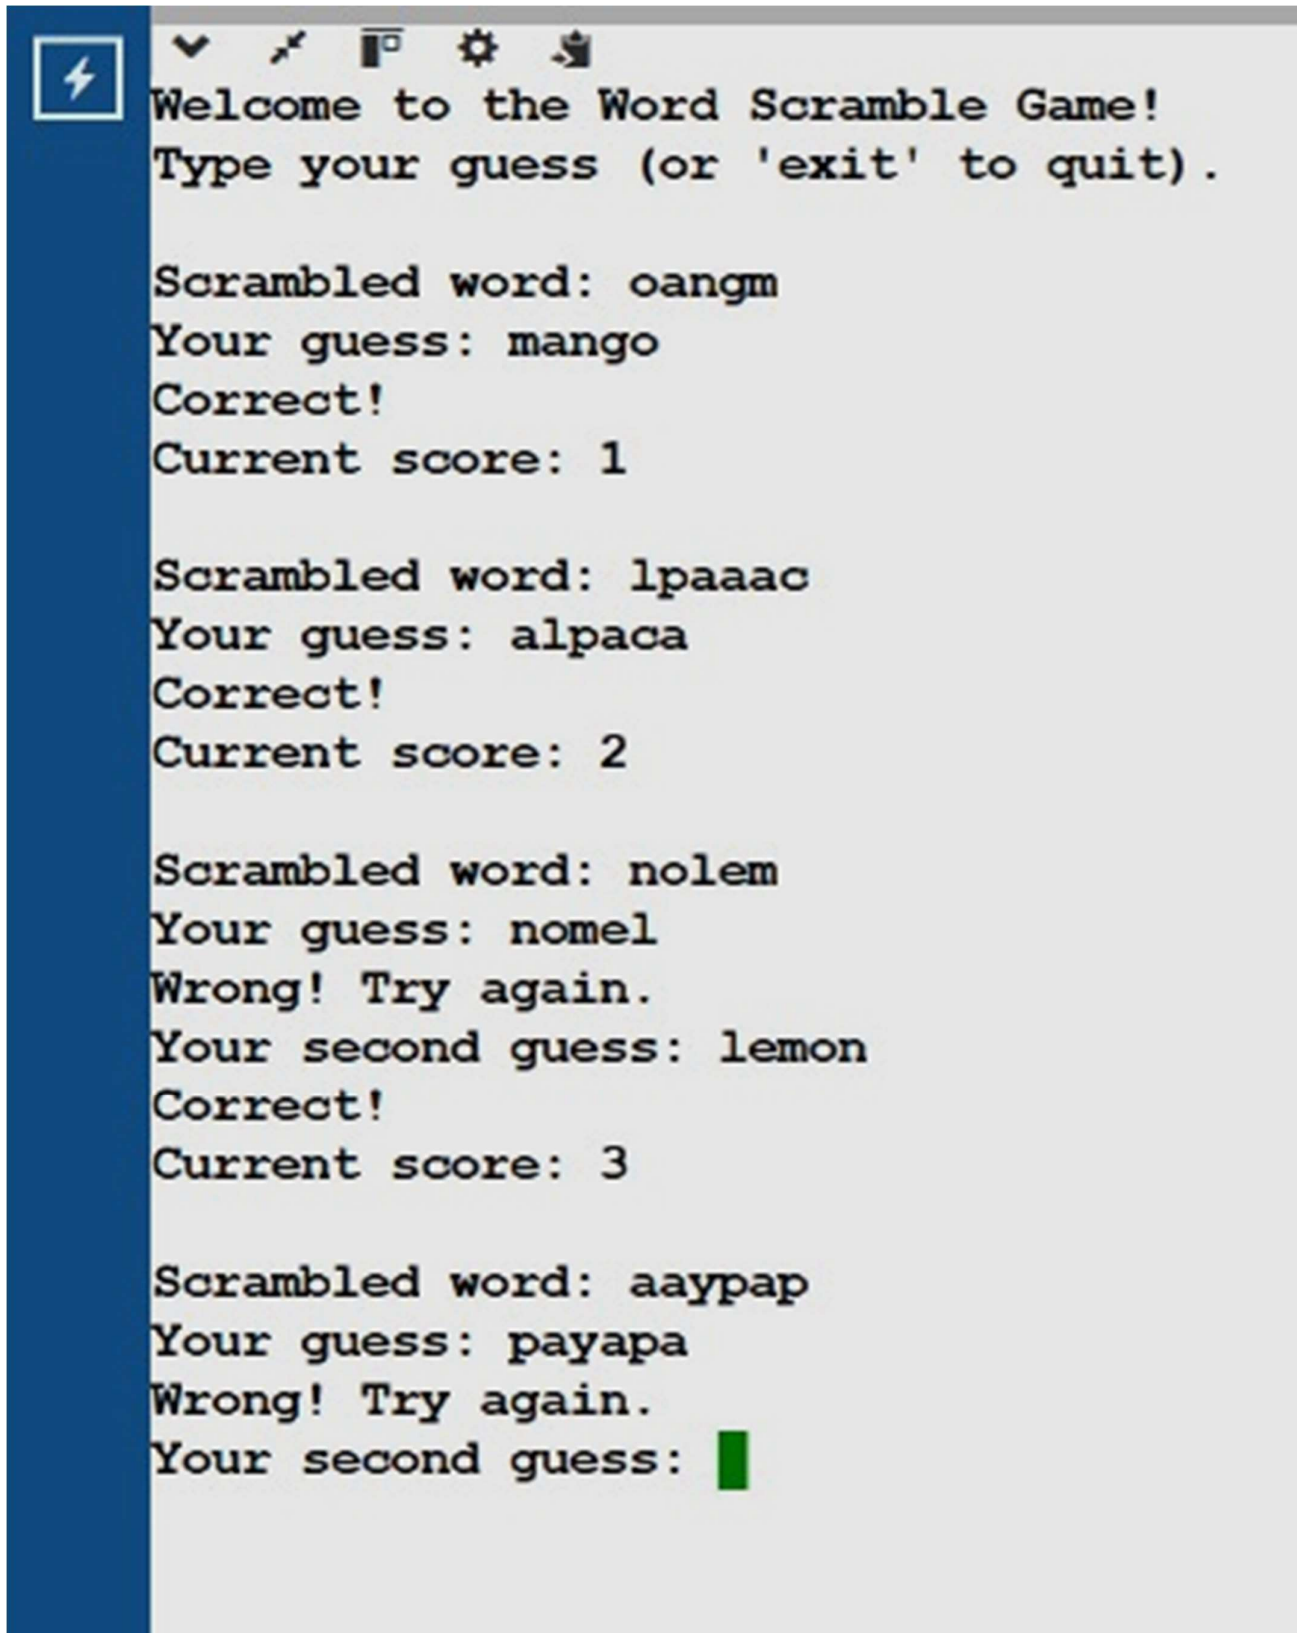 Welcome to the Word Scramble Game!
Type your guess (or 'exit' to quit).
Scrambled word: oangm
Your guess: mango
Correct!
Current score: 1
Scrambled word: lpaaac
Your guess: alpaca
Correct!
Current score: 2
Scrambled word: nolem
Your guess: nomel
Wrong! Try again.
Your second guess: lemon
Correct!
Current score: 3
Scrambled word: aaypap
Your guess: payapa
Wrong! Try again.
Your second guess: